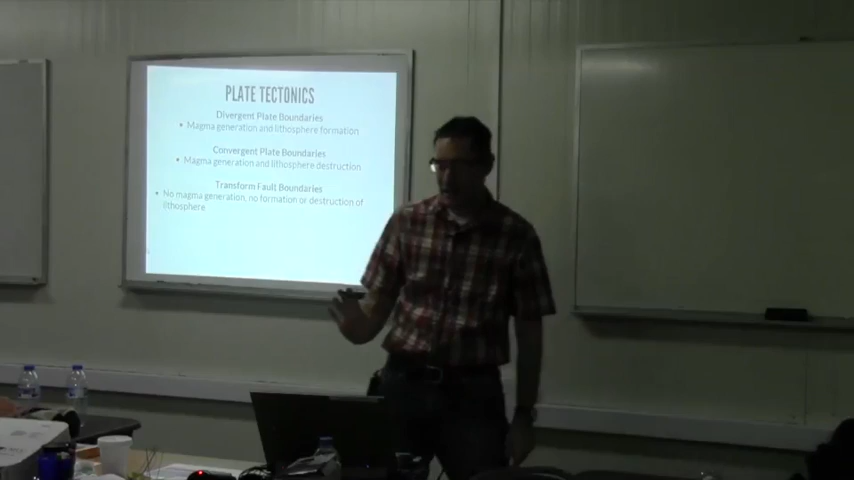 PLATE TECTONICS
Divergent Plate Boundaries
• Magma generation and lithosphere formation
Convergent Plate Boundaries
• Magma generation and lithosphere destruction
Transform Fault Boundaries
• No magma generation, no formation or destruction of
lithosphere